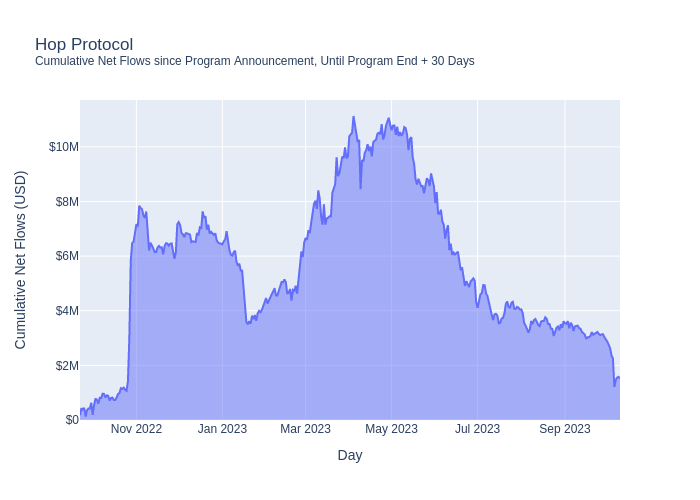 Hop Protocol
Cumulative Net Flows since Program Announcement, Until Program End + 30 Days
Cumulative Net Flows (USD)
$10M
$8M
$6M
$4M
$2M
$0
Nov 2022 Jan 2023 Mar 2023 May 2023 Jul 2023 Sep 2023
Day